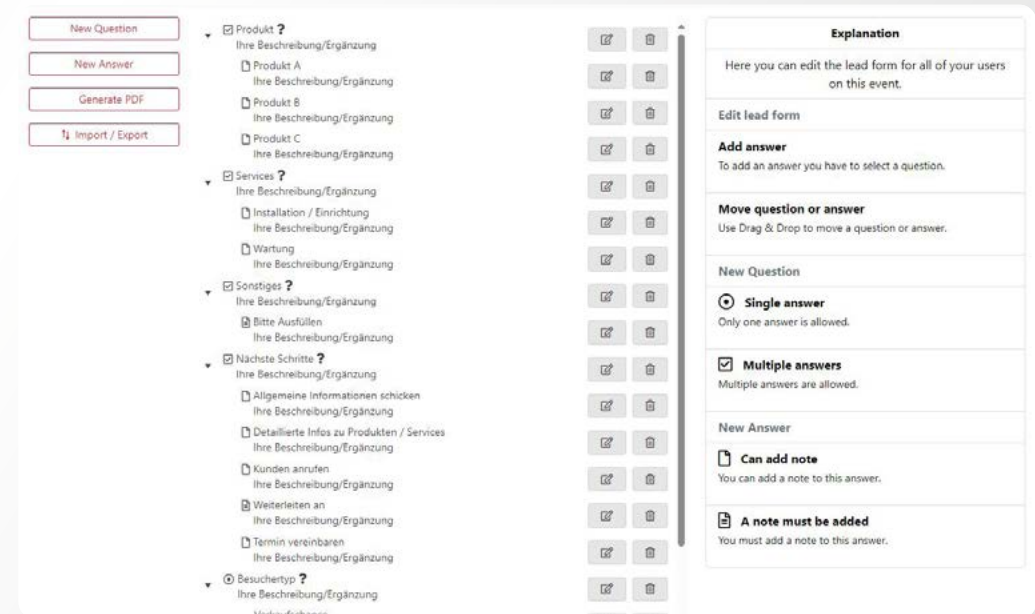 New Question
New Answer
Generate PDF
Import / Export
Produkt ?
Ihre Beschreibung/Ergänzung
Produkt A
Ihre Beschreibung/Ergänzung
Produkt B
Ihre Beschreibung/Ergänzung
Produkt C
Ihre Beschreibung/Ergänzung
Services ?
Ihre Beschreibung/Ergänzung
Installation / Einrichtung
Ihre Beschreibung/Ergänzung
Wartung
Ihre Beschreibung/Ergänzung
Sonstiges ?
Ihre Beschreibung/Ergänzung
Bitte Ausfüllen
Ihre Beschreibung/Ergänzung
Nächste Schritte ?
Ihre Beschreibung/Ergänzung
Allgemeine Informationen schicken
Ihre Beschreibung/Ergänzung
Detaillierte Infos zu Produkten / Services
Ihre Beschreibung/Ergänzung
Kunden anrufen
Ihre Beschreibung/Ergänzung
Weiterleiten an
Ihre Beschreibung/Ergänzung
Termin vereinbaren
Ihre Beschreibung/Ergänzung
Besuchertyp ?
Ihre Beschreibung/Ergänzung
Explanation
Here you can edit the lead form for all of your users
on this event.
Edit lead form
Add answer
To add an answer you have to select a question.
Move question or answer
Use Drag & Drop to move a question or answer.
New Question
Single answer
Only one answer is allowed.
Multiple answers
Multiple answers are allowed.
New Answer
Can add note
You can add a note to this answer.
A note must be added
You must add a note to this answer.